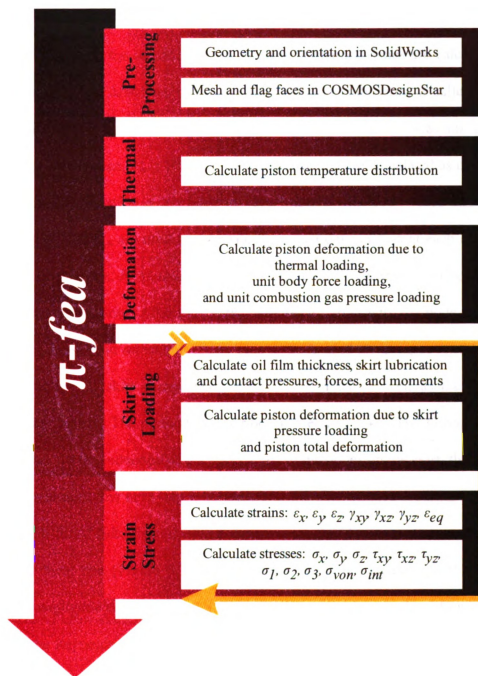 π-fea
Pre-
Processing
Geometry and orientation in SolidWorks
Mesh and flag faces in COSMOSDesignStar
Thermal
Calculate piston temperature distribution
Deformation
Calculate piston deformation due to
thermal loading,
unit body force loading,
and unit combustion gas pressure loading
Skirt
Loading
Calculate oil film thickness, skirt lubrication
and contact pressures, forces, and moments
Calculate piston deformation due to skirt
pressure loading
and piston total deformation
Strain
Stress
Calculate strains: εx, εy, εz, γxy, γxz, γyz, εeq
Calculate stresses: σx, σy, σz, τxy, τxz, τyz,
σ1, σ2, σ3, σvon, σint